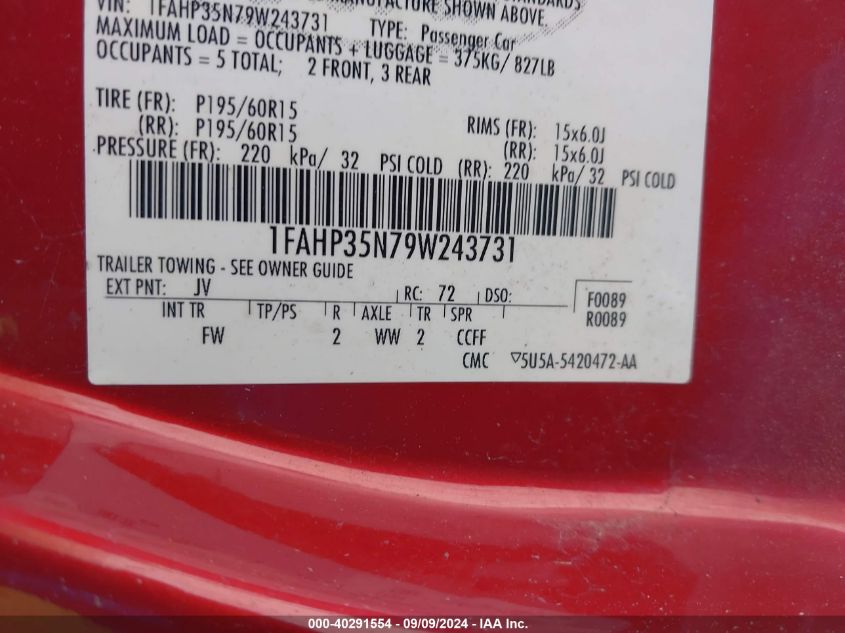 MANUFACTURE SHOWN ABOVE.
VIN: 1FAHP35N79W243731 TYPE: Passenger Car
MAXIMUM LOAD = OCCUPANTS + LUGGAGE = 375KG/ 827LB
OCCUPANTS = 5 TOTAL; 2 FRONT, 3 REAR
TIRE (FR): P195/60R15 RIMS (FR): 15x6.0J
(RR): P195/60R15 (RR): 15x6.0J
PRESSURE (FR): 220 kPa/ 32 PSI COLD (RR): 220 kPa/ 32 PSI COLD
1FAHP35N79W243731
TRAILER TOWING - SEE OWNER GUIDE
EXT PNT: JV RC: 72 DSO: F0089
R0089
INT TR TP/PS R AXLE TR SPR
FW 2 WW 2 CCFF
CMC ▽5U5A-5420472-AA
000-40291554 - 09/09/2024 - IAA Inc.